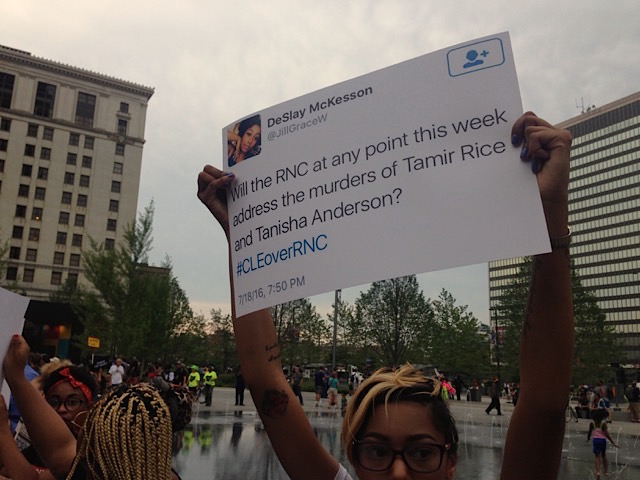 DeSlay McKesson
@JillGraceW
Will the RNC at any point this week
address the murders of Tamir Rice
and Tanisha Anderson?
#CLEoverRNC
7/18/16, 7:50 PM